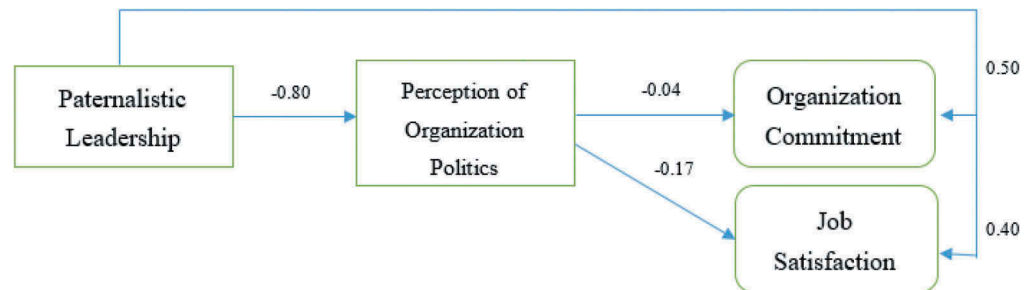 Paternalistic
Leadership
-0.80
Perception of
Organization
Politics
-0.04
-0.17
Organization
Commitment
0.50
Job
Satisfaction
0.40